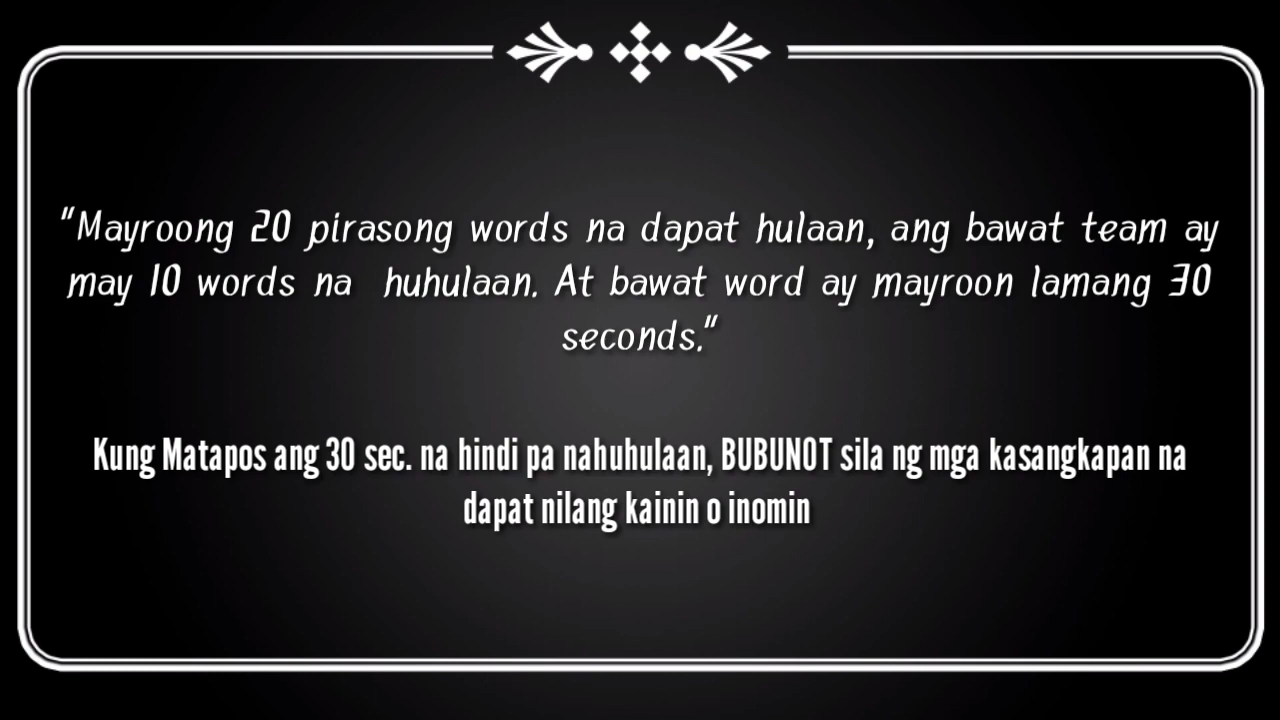 "Mayroong 20 pirasong words na dapat hulaan, ang bawat team ay
may 10 words na huhulaan. At bawat word ay mayroon lamang 30
seconds."
Kung Matapos ang 30 sec. na hindi pa nahuhulaan, BUBUNOT sila ng mga kasangkapan na
dapat nilang kainin o inomin